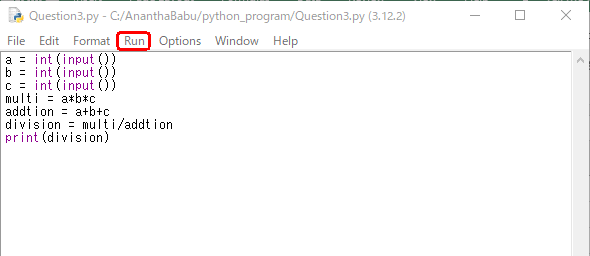 Question3.py - C:/AnanthaBabu/python_program/Question3.py (3.12.2)
File Edit Format Run Options Window Help
a = int(input())
b = int(input())
c = int(input())
multi = a*b*c
addtion = a+b+c
division = multi/addtion
print(division)